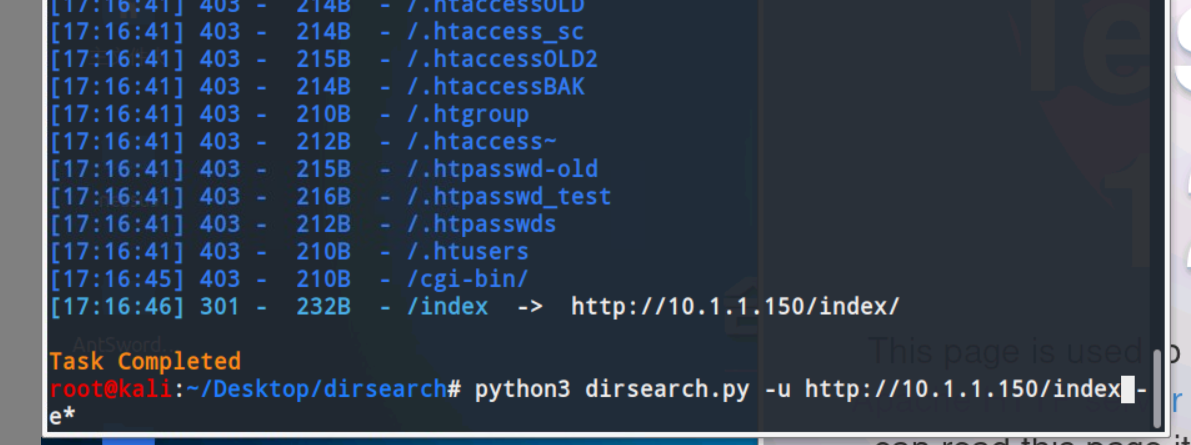 [17:16:41] 403 -  214B  - /.htaccessOLD
[17:16:41] 403 -  214B  - /.htaccess_sc
[17:16:41] 403 -  215B  - /.htaccessOLD2
[17:16:41] 403 -  214B  - /.htaccessBAK
[17:16:41] 403 -  210B  - /.htgroup
[17:16:41] 403 -  212B  - /.htaccess~
[17:16:41] 403 -  215B  - /.htpasswd-old
[17:16:41] 403 -  216B  - /.htpasswd_test
[17:16:41] 403 -  212B  - /.htpasswds
[17:16:41] 403 -  210B  - /.htusers
[17:16:45] 403 -  210B  - /cgi-bin/
[17:16:46] 301 -  232B  - /index  ->  http://10.1.1.150/index/
AntSword...
This page is used
Task Completed
root@kali:~/Desktop/dirsearch# python3 dirsearch.py -u http://10.1.1.150/index -
e*
can read this page it